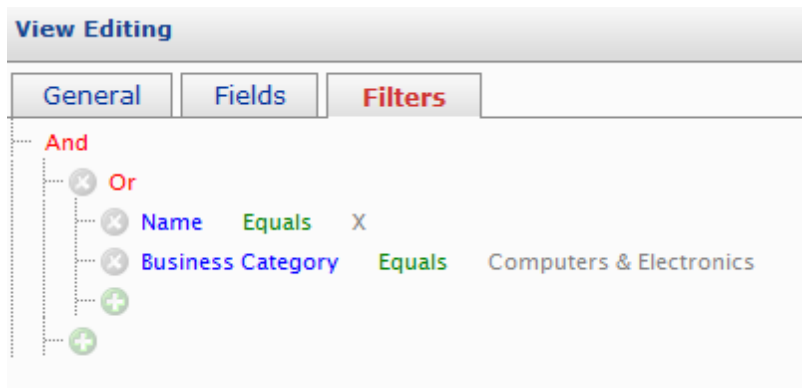 View Editing
General Fields Filters
And
Or
Name Equals X
Business Category Equals Computers & Electronics